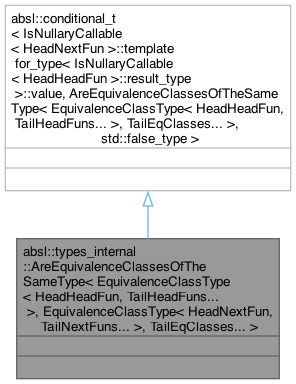 absl::conditional_t
< IsNullaryCallable
< HeadNextFun >::template
for_type< IsNullaryCallable
< HeadHeadFun >::result_type
>::value, AreEquivalenceClassesOfTheSame
Type< EquivalenceClassType< HeadHeadFun,
TailHeadFuns... >, TailEqClasses... >,
std::false_type >
absl::types_internal
::AreEquivalenceClassesOfThe
SameType< EquivalenceClassType
< HeadHeadFun, TailHeadFuns...
>, EquivalenceClassType< HeadNextFun,
TailNextFuns... >, TailEqClasses... >